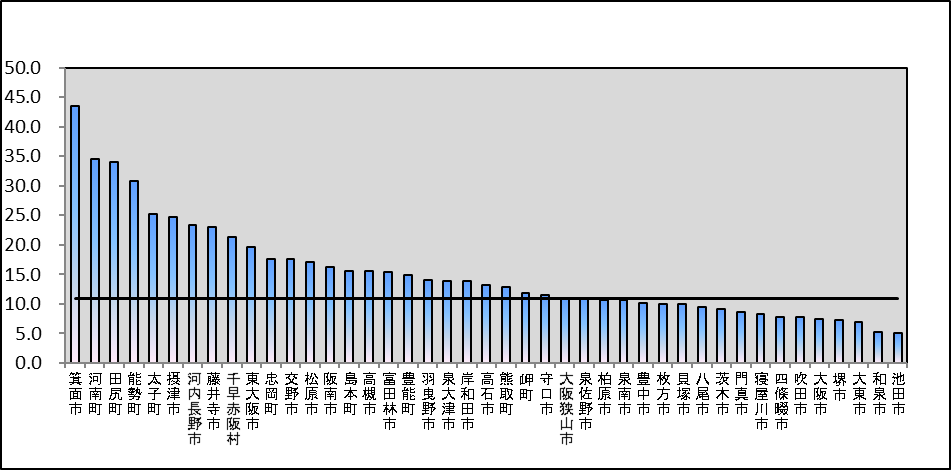 50.0
45.0
40.0
35.0
30.0
25.0
20.0
15.0
10.0
5.0
0.0
箕面市
河南町
田尻町
能勢町
太子町
摂津市
河内長野市
藤井寺市
千早赤阪村
東大阪市
忠岡町
交野市
松原市
阪南市
島本町
高槻市
富田林市
豊能町
羽曳野市
泉大津市
岸和田市
高石市
熊取町
岬町
守口市
大阪狭山市
泉佐野市
柏原市
泉南市
豊中市
枚方市
貝塚市
八尾市
茨木市
門真市
寝屋川市
四條畷市
吹田市
大阪市
堺市
大東市
和泉市
池田市